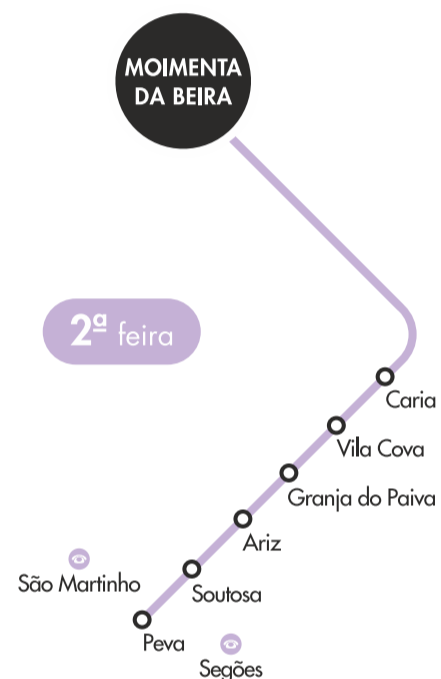 MOIMENTA
DA BEIRA
2ª feira
Caria
Vila Cova
Granja do Paiva
Ariz
São Martinho
Soutosa
Peva
Segões